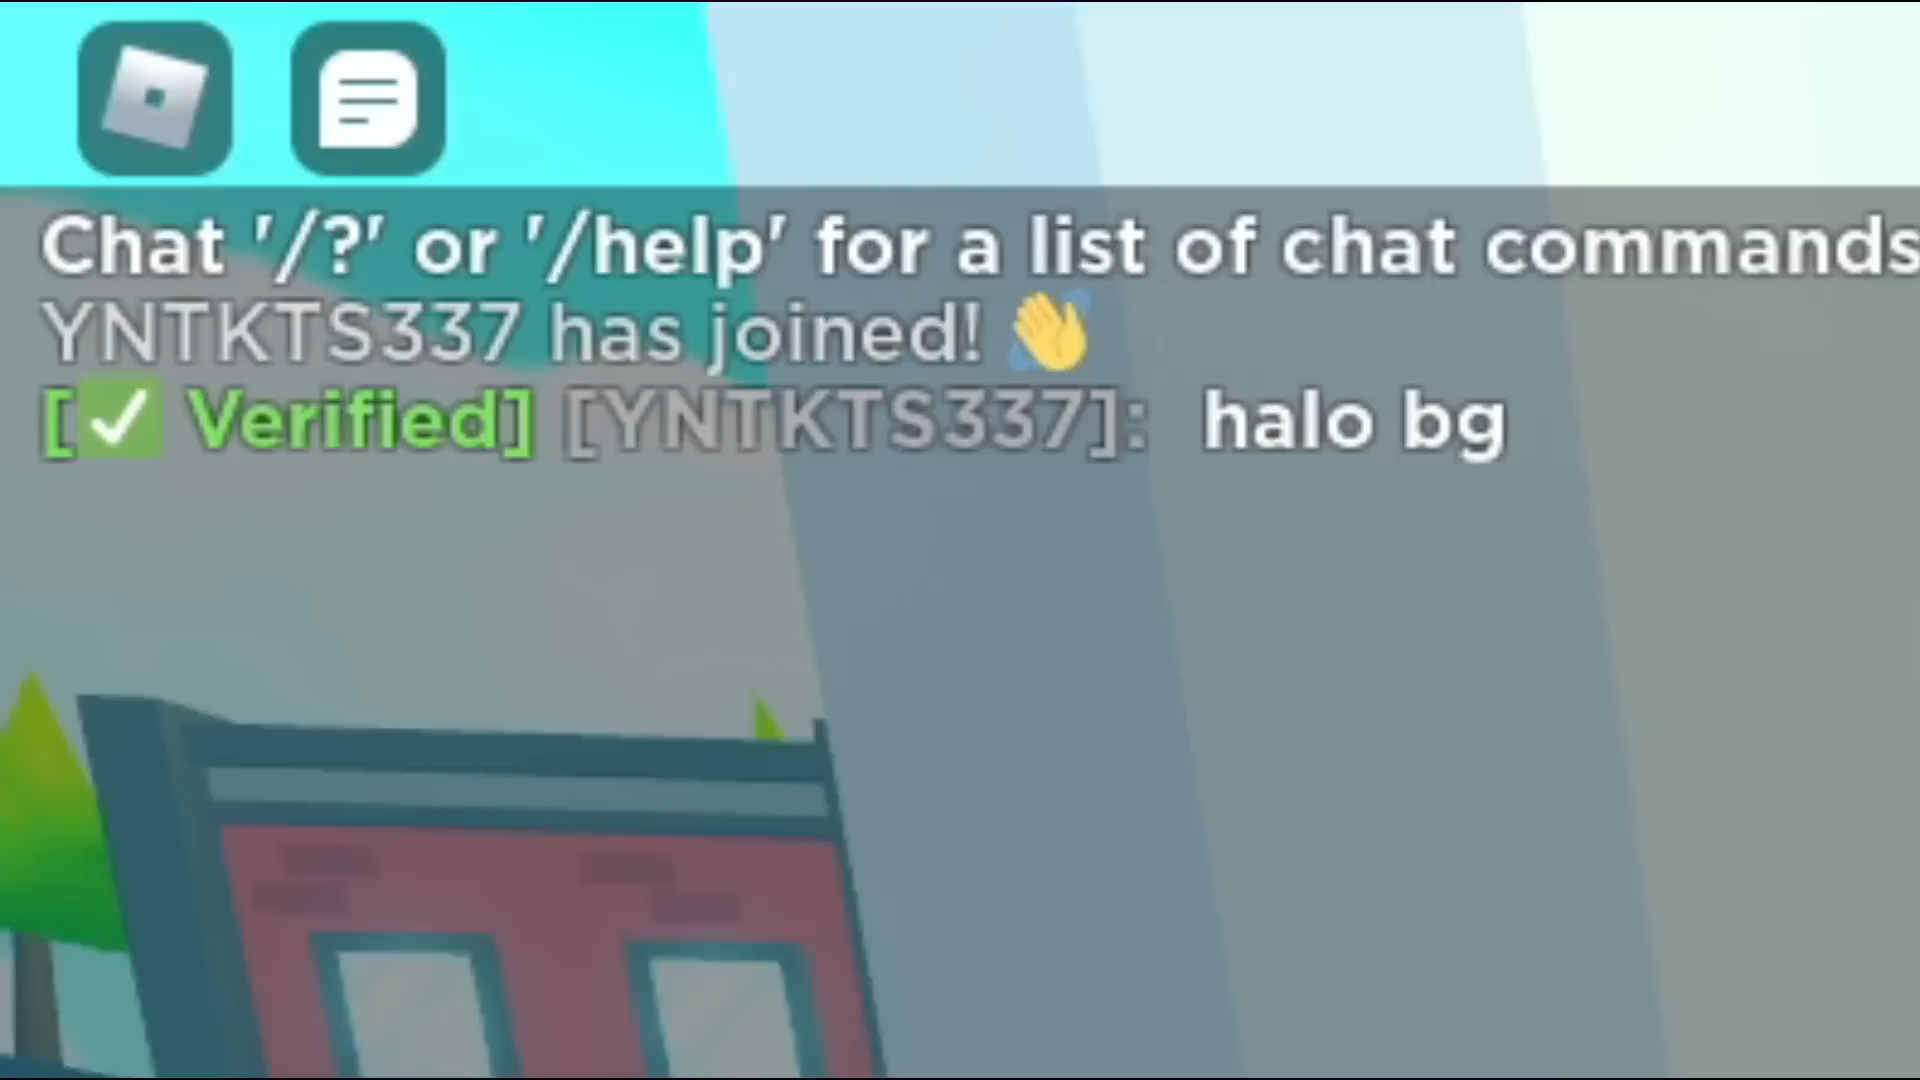 Chat '/?' or '/help' for a list of chat commands
YNTKTS337 has joined! 👋
[✅ Verified] [YNTKTS337]: halo bg